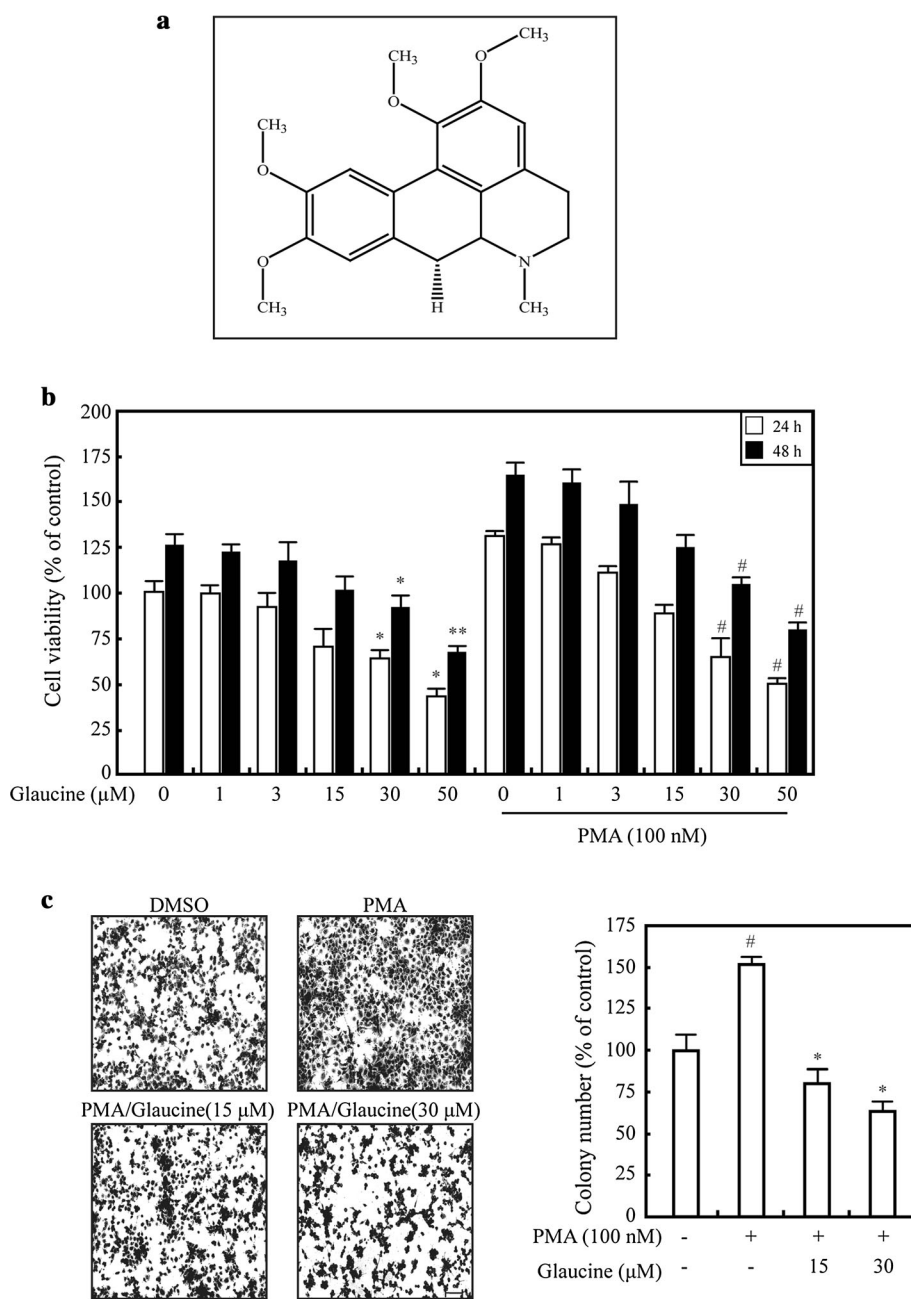 a
CH3
CH3
O
O
CH3
O
O
N
CH3
H
CH3
b
200
175
150
125
100
75
50
25
0
Cell viability (% of control)
24 h
48 h
*
*
*
**
#
#
#
#
Glaucine (μM) 0 1 3 15 30 50 0 1 3 15 30 50
PMA (100 nM)
c
DMSO PMA
PMA/Glaucine(15 μM) PMA/Glaucine(30 μM)
175
150
125
100
75
50
25
0
Colony number (% of control)
#
*
*
PMA (100 nM) - + + +
Glaucine (μM) - - 15 30